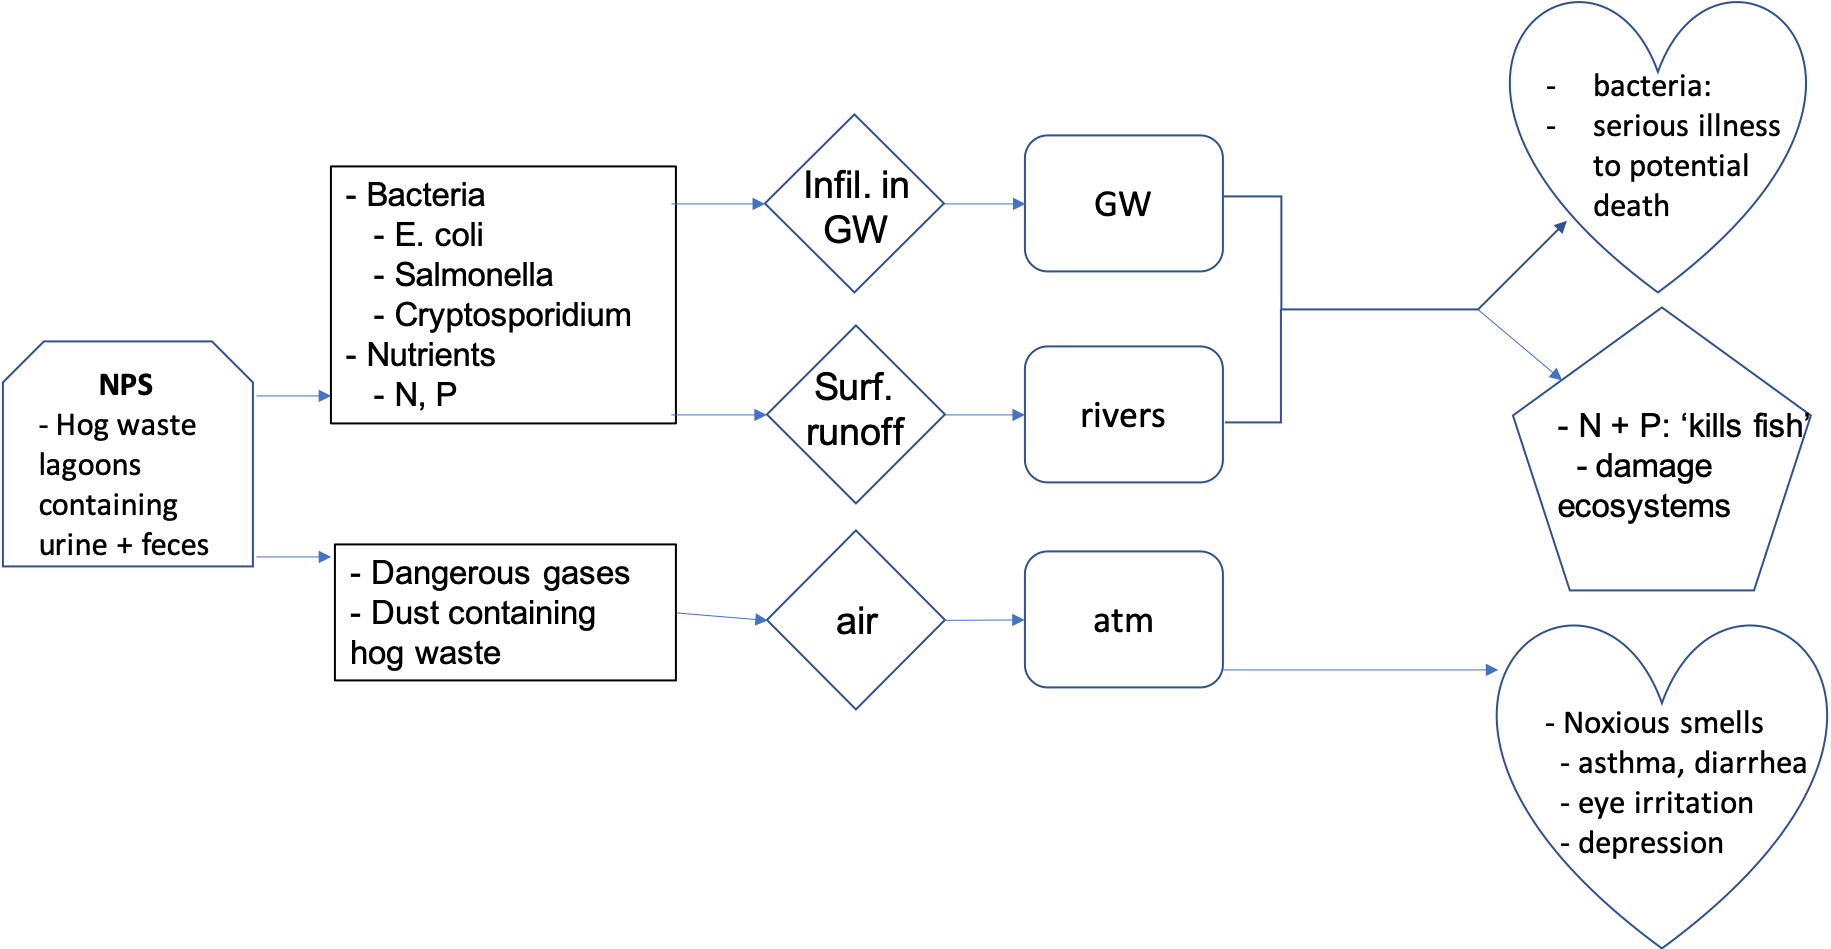 NPS
- Hog waste
lagoons
containing
urine + feces
- Bacteria
- E. coli
- Salmonella
- Cryptosporidium
- Nutrients
- N, P
- Dangerous gases
- Dust containing
hog waste
Infil. in
GW
Surf.
runoff
air
GW
rivers
atm
- bacteria:
- serious illness
to potential
death
- N + P: ‘kills fish’
- damage
ecosystems
- Noxious smells
- asthma, diarrhea
- eye irritation
- depression